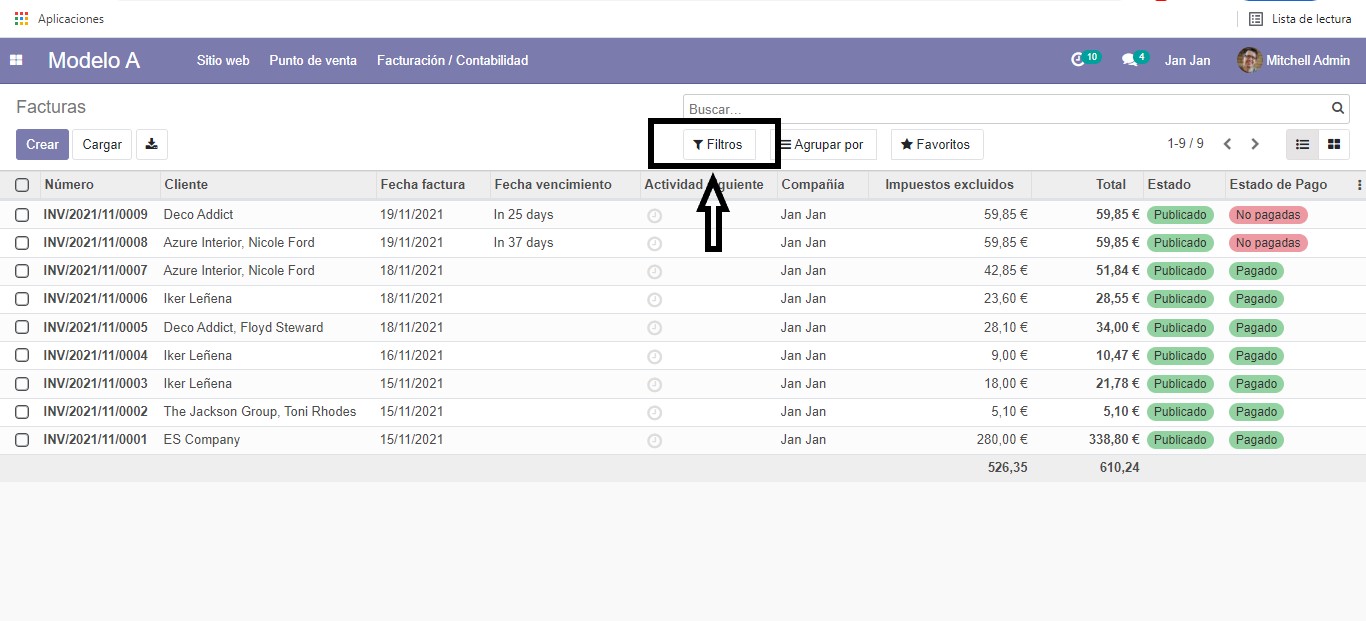 Aplicaciones Lista de lectura
Modelo A Sitio web Punto de venta Facturación / Contabilidad 10 4 Jan Jan Mitchell Admin
Facturas Buscar...
Crear Cargar Filtros Agrupar por Favoritos 1-9 / 9
Número Cliente Fecha factura Fecha vencimiento Actividad siguiente Compañía Impuestos excluidos Total Estado Estado de Pago
INV/2021/11/0009 Deco Addict 19/11/2021 In 25 days Jan Jan 59,85 € 59,85 € Publicado No pagadas
INV/2021/11/0008 Azure Interior, Nicole Ford 19/11/2021 In 37 days Jan Jan 59,85 € 59,85 € Publicado No pagadas
INV/2021/11/0007 Azure Interior, Nicole Ford 18/11/2021 Jan Jan 42,85 € 51,84 € Publicado Pagado
INV/2021/11/0006 Iker Leñena 18/11/2021 Jan Jan 23,60 € 28,55 € Publicado Pagado
INV/2021/11/0005 Deco Addict, Floyd Steward 18/11/2021 Jan Jan 28,10 € 34,00 € Publicado Pagado
INV/2021/11/0004 Iker Leñena 16/11/2021 Jan Jan 9,00 € 10,47 € Publicado Pagado
INV/2021/11/0003 Iker Leñena 15/11/2021 Jan Jan 18,00 € 21,78 € Publicado Pagado
INV/2021/11/0002 The Jackson Group, Toni Rhodes 15/11/2021 Jan Jan 5,10 € 5,10 € Publicado Pagado
INV/2021/11/0001 ES Company 15/11/2021 Jan Jan 280,00 € 338,80 € Publicado Pagado
526,35 610,24